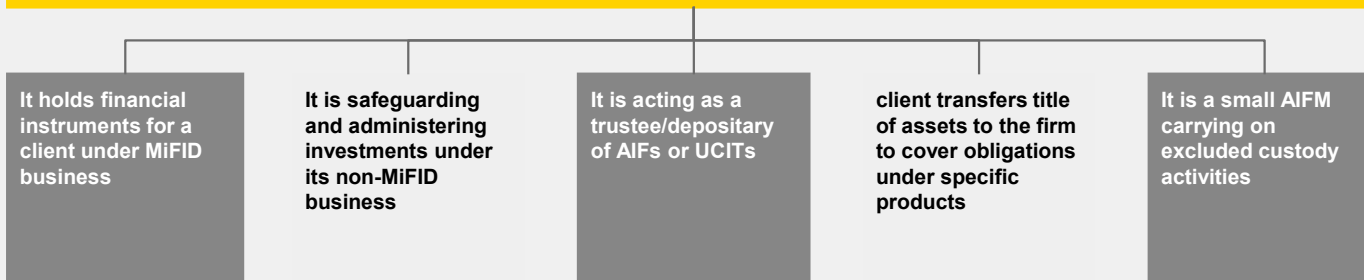 It holds financial
instruments for a
client under MiFID
business
It is safeguarding
and administering
investments under
its non-MiFID
business
It is acting as a
trustee/depositary
of AIFs or UCITs
client transfers title
of assets to the firm
to cover obligations
under specific
products
It is a small AIFM
carrying on
excluded custody
activities